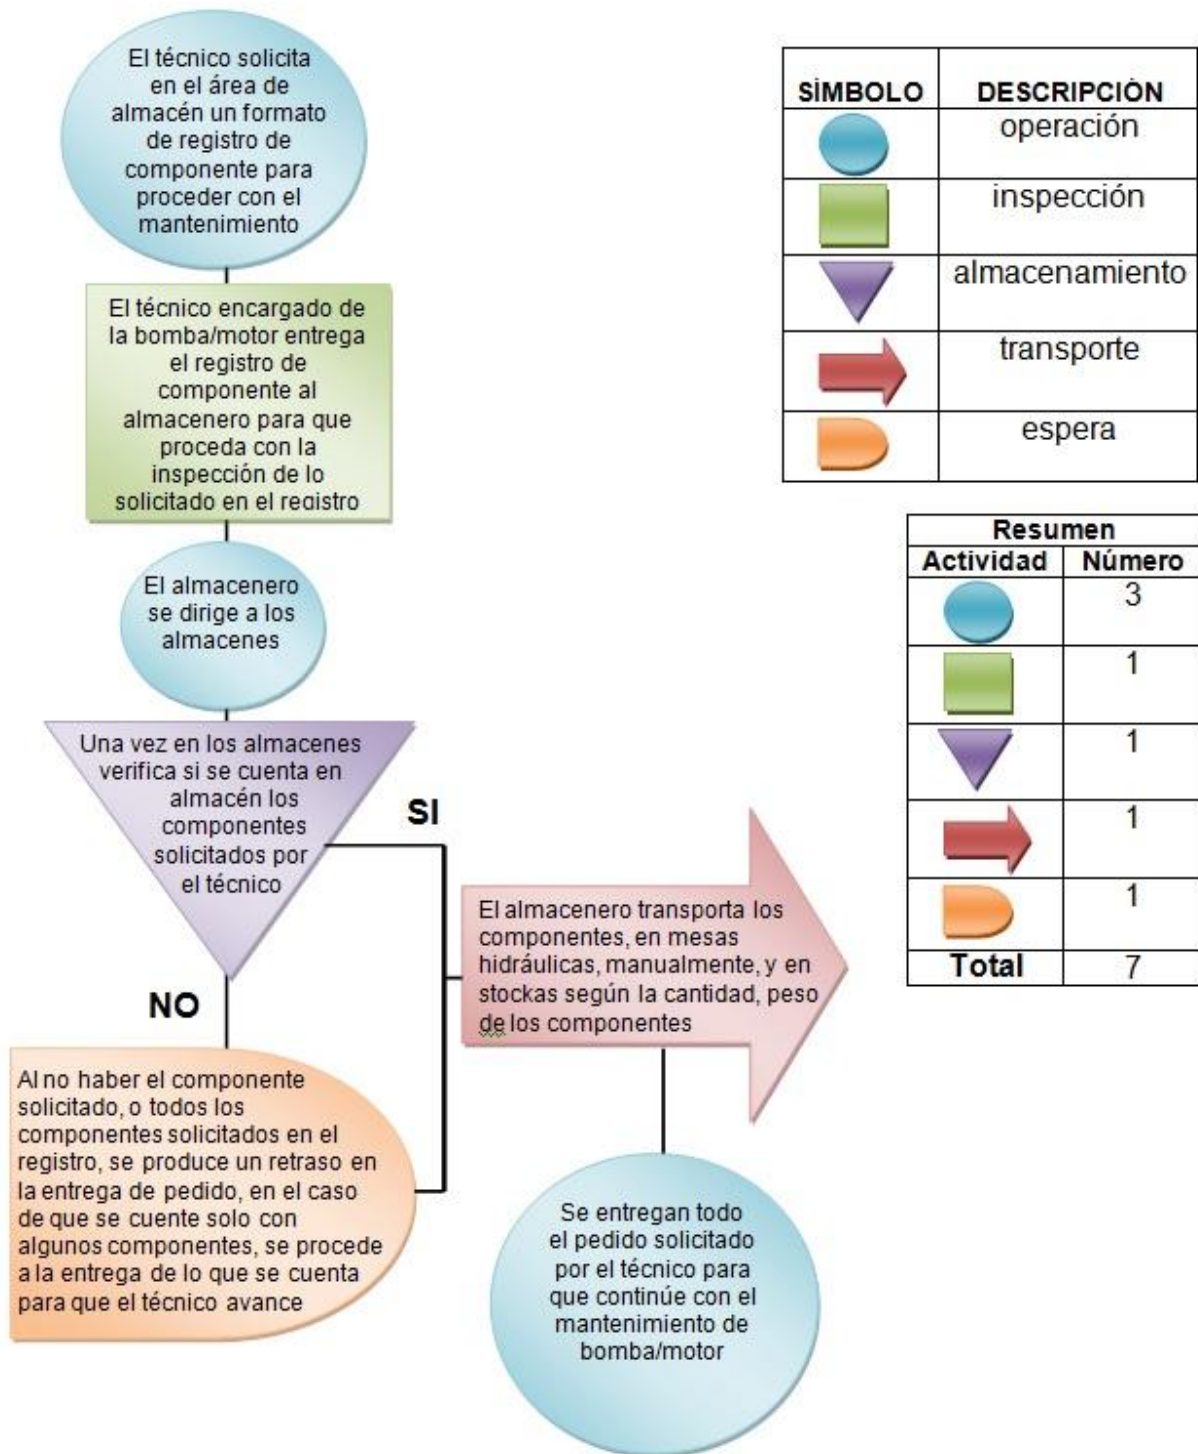 El técnico solicita
en el área de
almacén un formato
de registro de
componente para
proceder con el
mantenimiento
El técnico encargado de
la bomba/motor entrega
el registro de
componente al
almacenero para que
proceda con la
inspección de lo
solicitado en el registro
El almacenero
se dirige a los
almacenes
Una vez en los almacenes
verifica si se cuenta en
almacén los
componentes
solicitados por
el técnico
SI
NO
El almacenero transporta los
componentes, en mesas
hidráulicas, manualmente, y en
stockas según la cantidad, peso
de los componentes
Al no haber el componente
solicitado, o todos los
componentes solicitados en el
registro, se produce un retraso en
la entrega de pedido, en el caso
de que se cuente solo con
algunos componentes, se procede
a la entrega de lo que se cuenta
para que el técnico avance
Se entregan todo
el pedido solicitado
por el técnico para
que continúe con el
mantenimiento de
bomba/motor
SÍMBOLO DESCRIPCIÓN
operación
inspección
almacenamiento
transporte
espera
Resumen
Actividad Número
3
1
1
1
1
Total 7